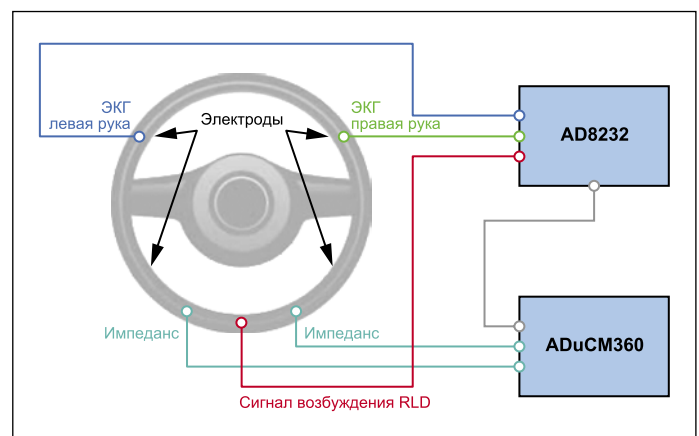 ЭКГ
левая рука
Электроды
ЭКГ
правая рука
AD8232
Импеданс
Импеданс
ADuCM360
Сигнал возбуждения RLD